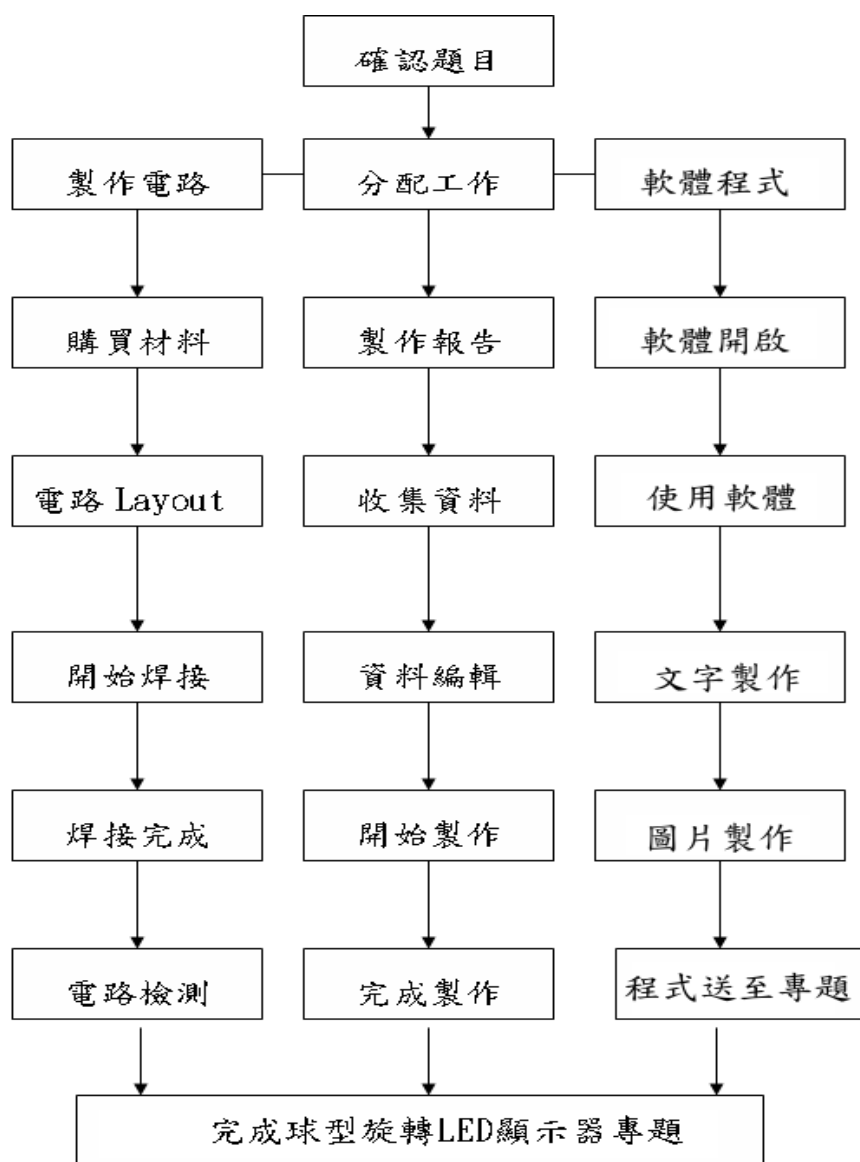 確認題目
製作電路
分配工作
軟體程式
購買材料
製作報告
軟體開啟
電路 Layout
收集資料
使用軟體
開始焊接
資料編輯
文字製作
焊接完成
開始製作
圖片製作
電路檢測
完成製作
程式送至專題
完成球型旋轉LED顯示器專題